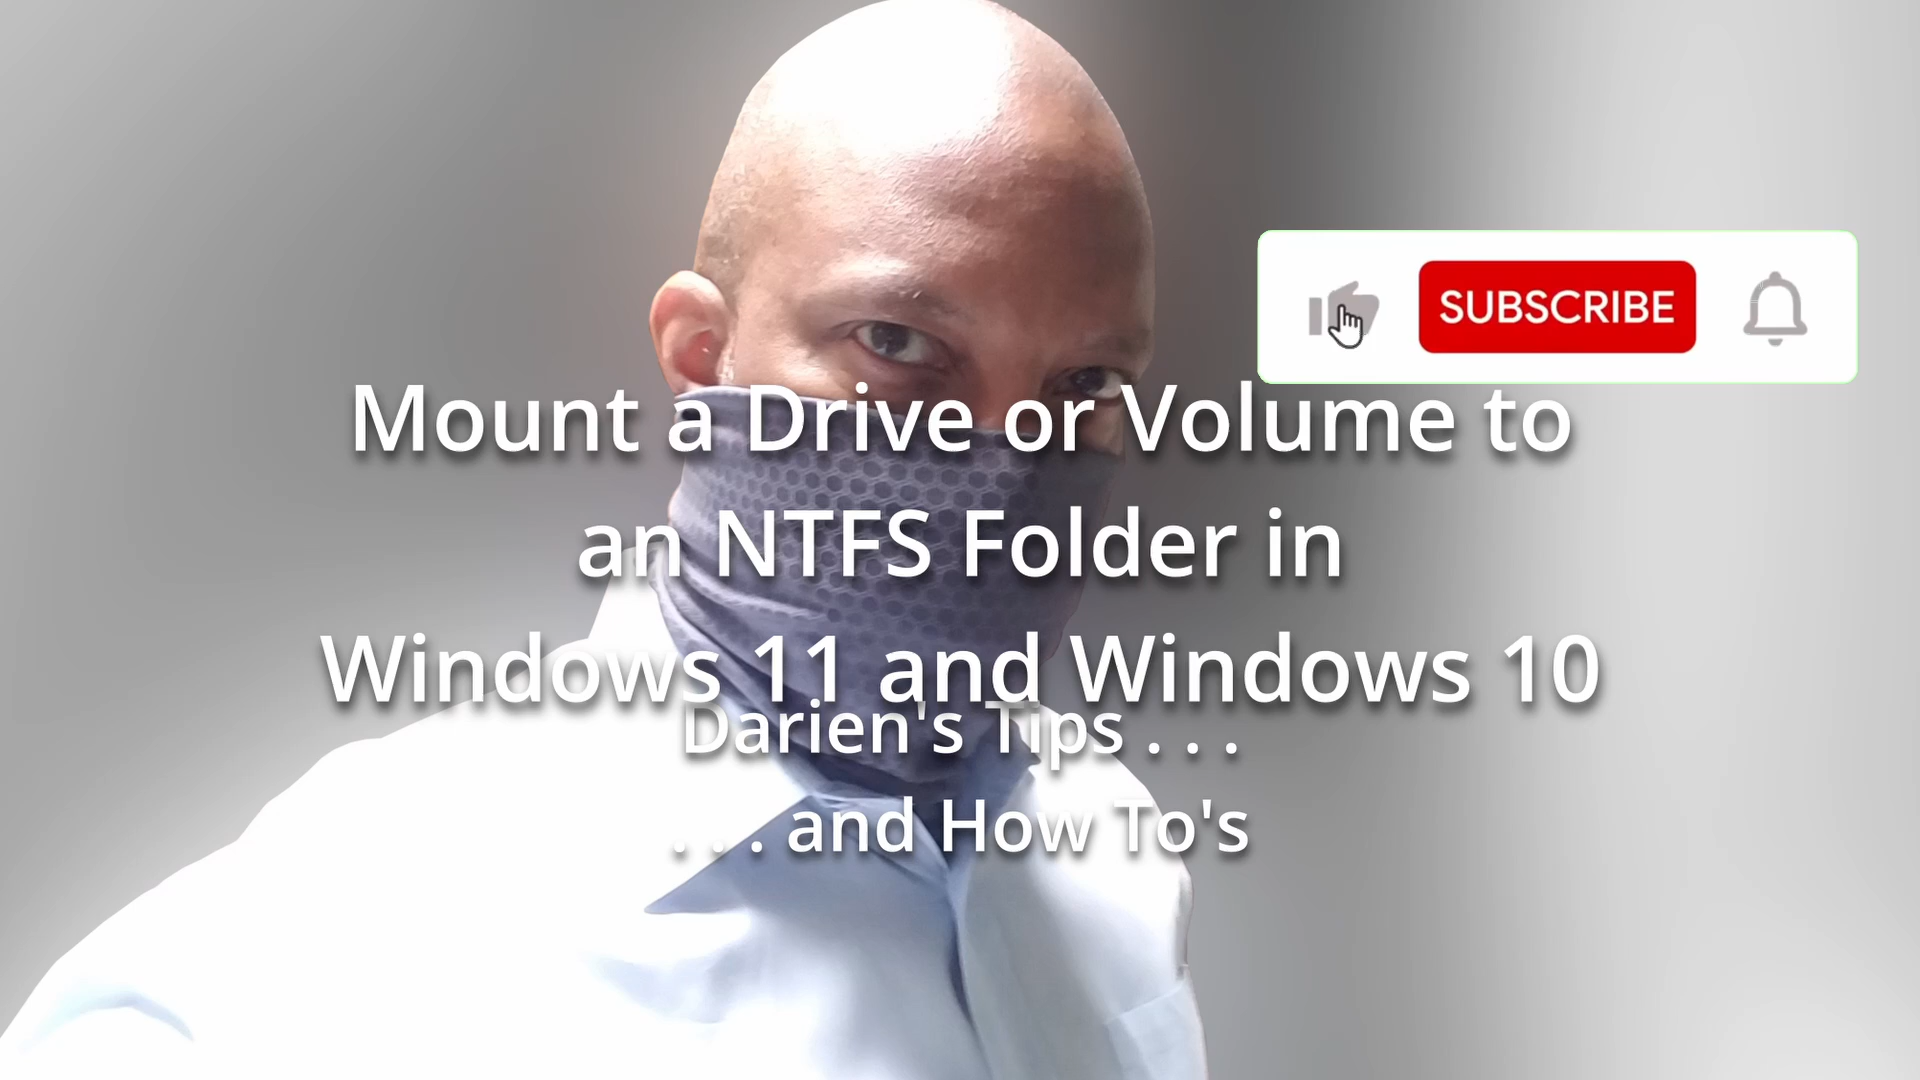 SUBSCRIBE
Mount a Drive or Volume to
an NTFS Folder in
Windows 11 and Windows 10
Darien's Tips . . .
. . . and How To's